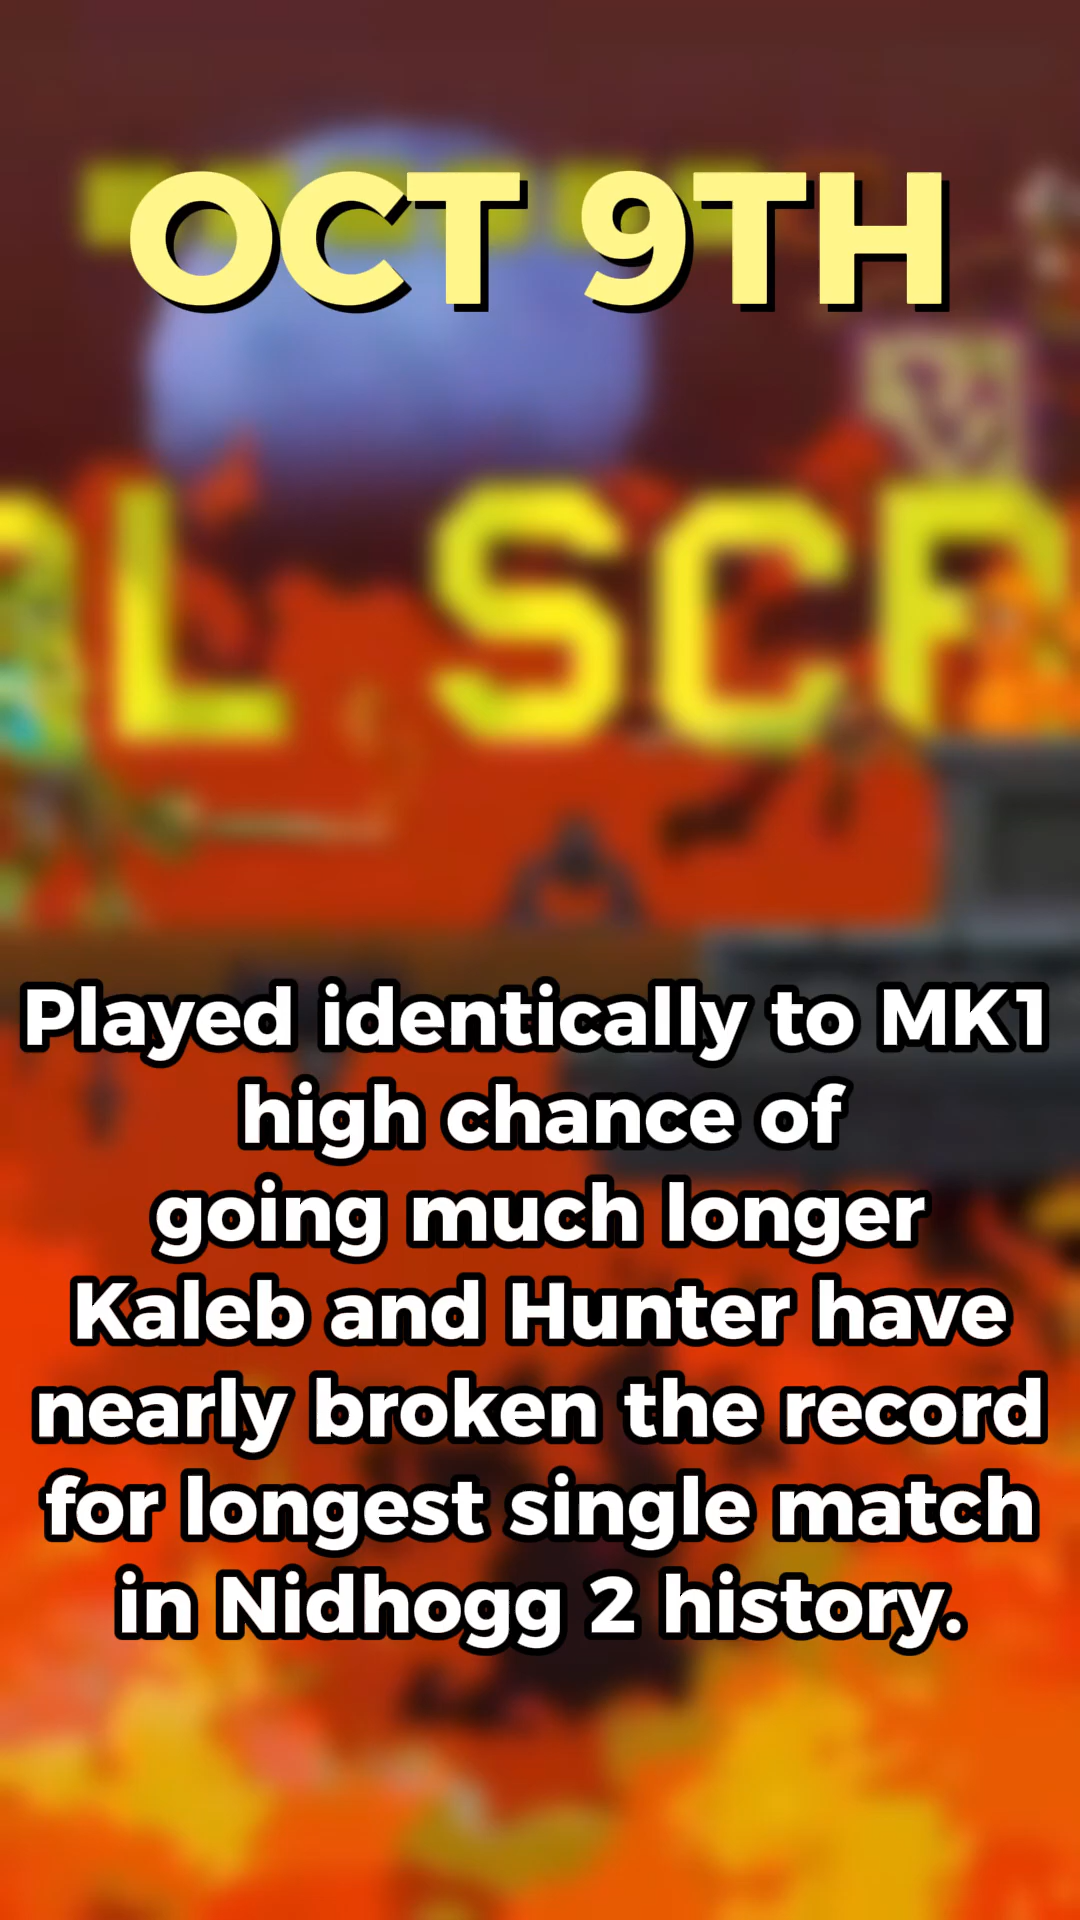 OCT 9TH
L SCR
Played identically to MK1
high chance of
going much longer
Kaleb and Hunter have
nearly broken the record
for longest single match
in Nidhogg 2 history.